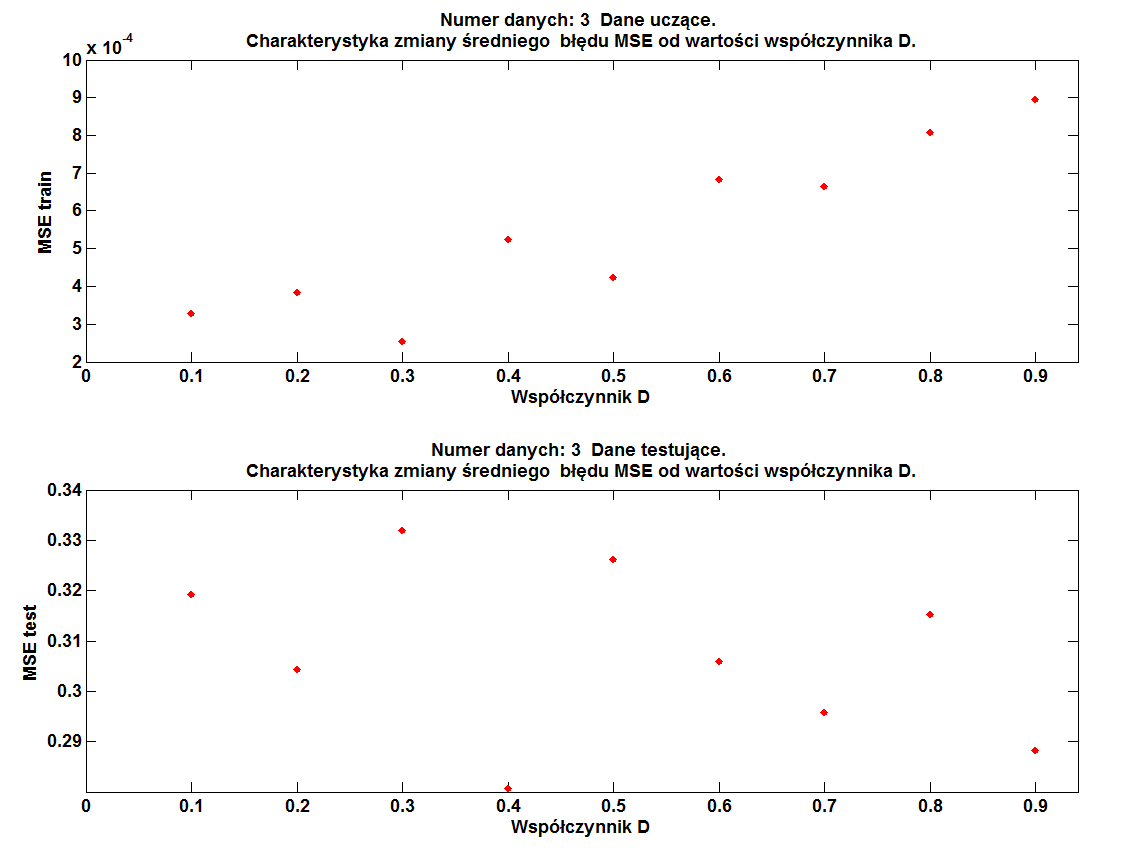 Numer danych: 3  Dane uczące.
Charakterystyka zmiany średniego  błędu MSE od wartości współczynnika D.
x 10-4
10
9
8
7
6
5
4
3
2
MSE train
0 0.1 0.2 0.3 0.4 0.5 0.6 0.7 0.8 0.9
Współczynnik D
Numer danych: 3  Dane testujące.
Charakterystyka zmiany średniego  błędu MSE od wartości współczynnika D.
0.34
0.33
0.32
0.31
0.3
0.29
MSE test
0 0.1 0.2 0.3 0.4 0.5 0.6 0.7 0.8 0.9
Współczynnik D